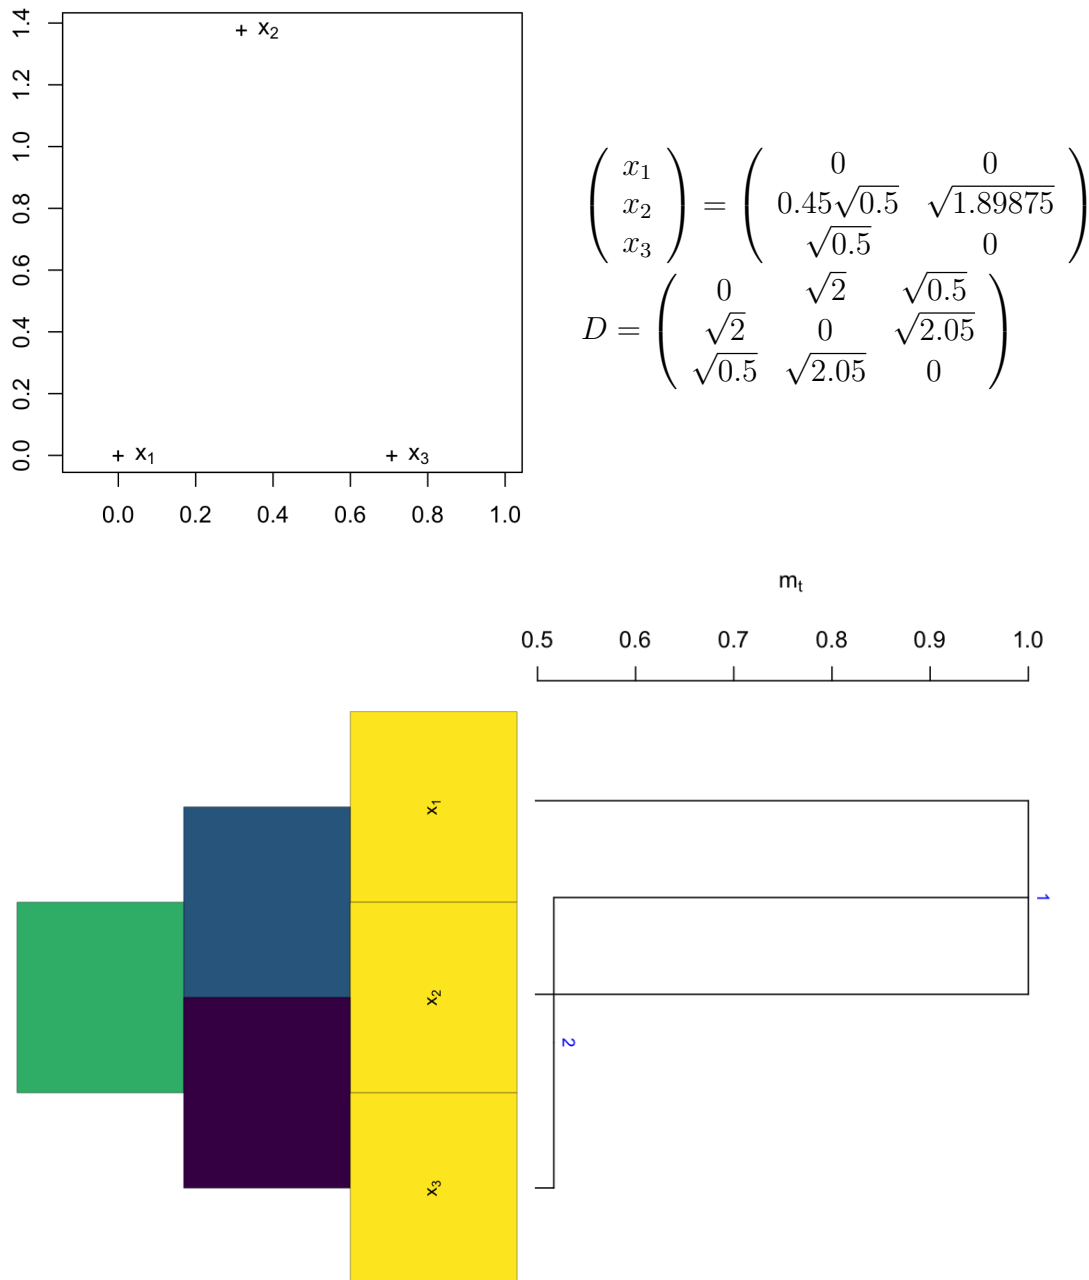 1.4
1.2
1.0
0.8
0.6
0.4
0.2
0.0
x₂
x₁
x₃
0.0 0.2 0.4 0.6 0.8 1.0
( x₁ ) = ( 0 0 )
( x₂ ) = ( 0.45√0.5 √1.89875 )
( x₃ ) = ( √0.5 0 )
D = ( 0 √2 √0.5 )
( √2 0 √2.05 )
( √0.5 √2.05 0 )
mₜ
0.5 0.6 0.7 0.8 0.9 1.0
x₁
1
x₂
2
x₃